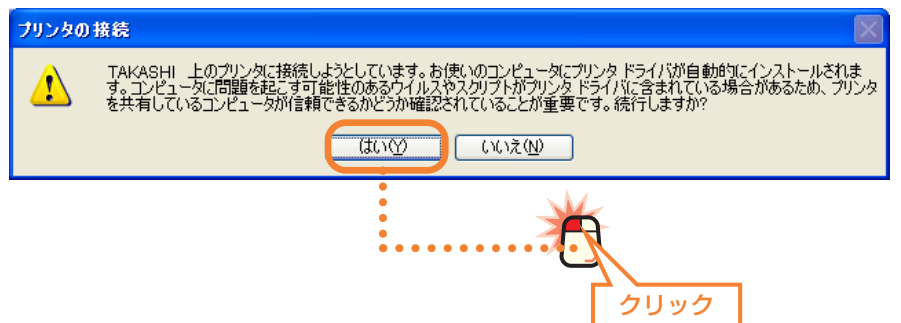 プリンタの接続
TAKASHI 上のプリンタに接続しようとしています。お使いのコンピュータにプリンタ ドライバが自動的にインストールされま
す。コンピュータに問題を起こす可能性のあるウイルスやスクリプトがプリンタ ドライバに含まれている場合があるため、プリンタ
を共有しているコンピュータが信頼できるかどうか確認されていることが重要です。続行しますか?
はい(Y) いいえ(N)
クリック